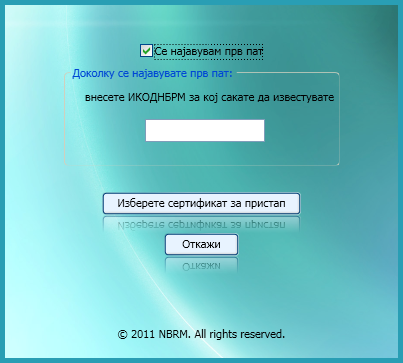 Се најавувам прв пат
Доколку се најавувате прв пат:
внесете ИКОДНБРМ за кој сакате да известувате
Изберете сертификат за пристап
Откажи
© 2011 NBRM. All rights reserved.